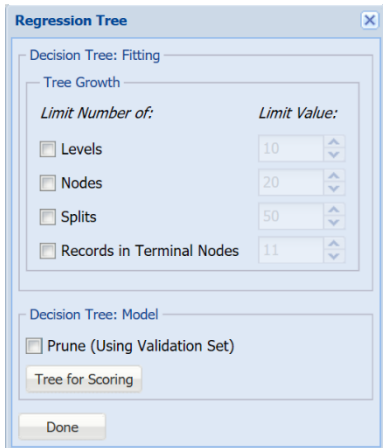 Regression Tree
Decision Tree: Fitting
Tree Growth
Limit Number of: Limit Value:
Levels 10
Nodes 20
Splits 50
Records in Terminal Nodes 11
Decision Tree: Model
Prune (Using Validation Set)
Tree for Scoring
Done